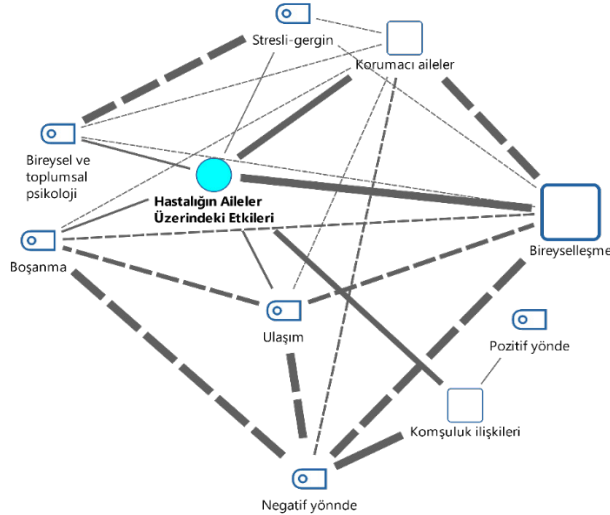 Stresli-gergin
Korumacı aileler
Bireysel ve
toplumsal
psikoloji
Hastalığın Aileler
Üzerindeki Etkileri
Bireyselleşme
Boşanma
Ulaşım
Pozitif yönde
Komşuluk ilişkileri
Negatif yönnde